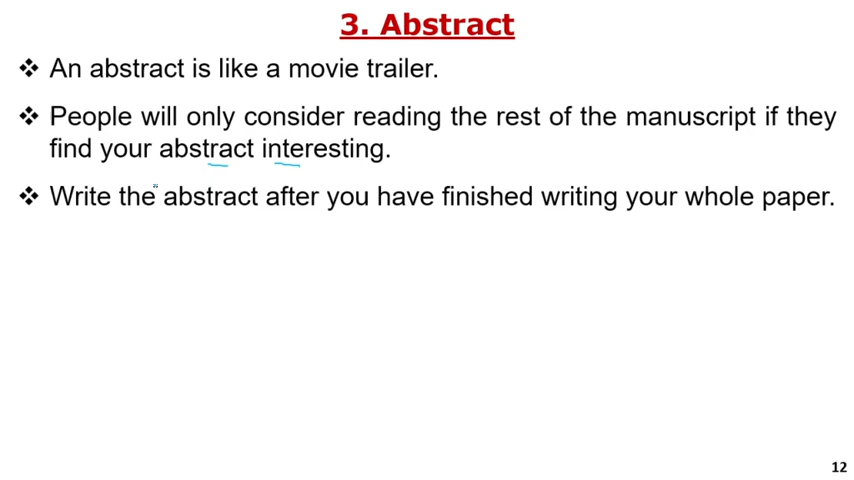 3. Abstract
❖ An abstract is like a movie trailer.
❖ People will only consider reading the rest of the manuscript if they
find your abstract interesting.
❖ Write the abstract after you have finished writing your whole paper.
12